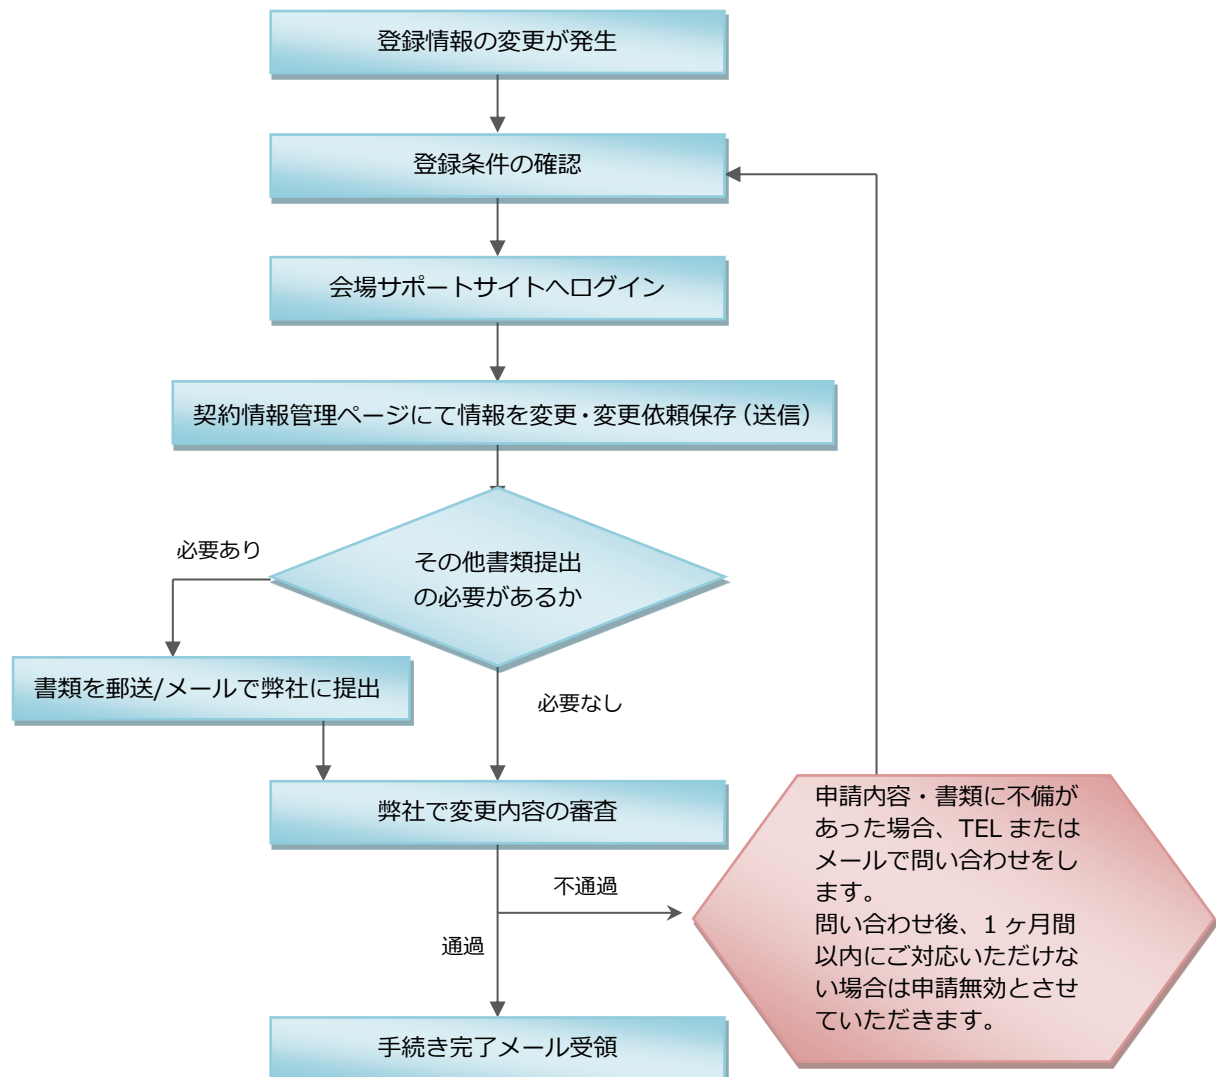 登録情報の変更が発生
登録条件の確認
会場サポートサイトへログイン
契約情報管理ページにて情報を変更・変更依頼保存（送信）
その他書類提出
の必要があるか
必要あり
書類を郵送/メールで弊社に提出
必要なし
弊社で変更内容の審査
不通過
通過
申請内容・書類に不備が
あった場合、TEL または
メールで問い合わせをし
ます。
問い合わせ後、1 ヶ月間
以内にご対応いただけな
い場合は申請無効とさせ
ていただきます。
手続き完了メール受領